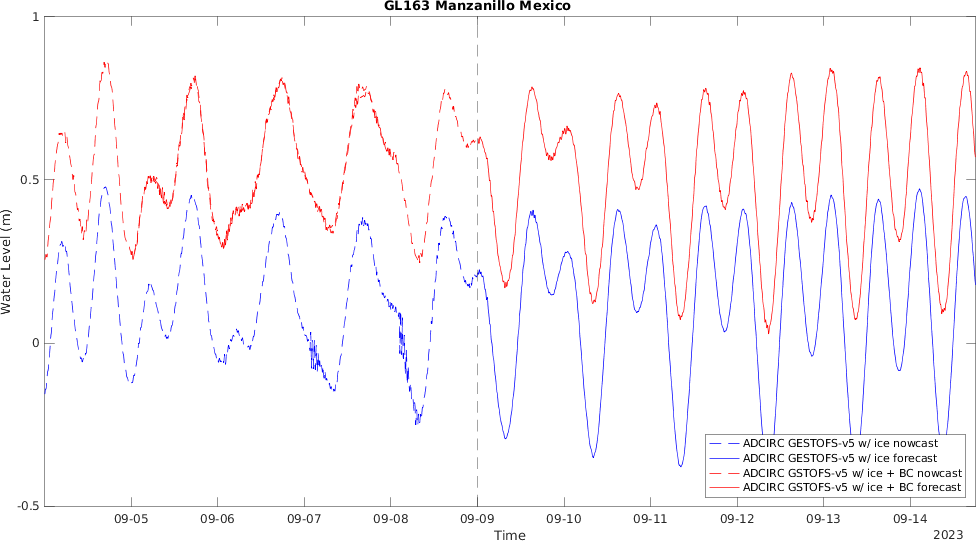 GL163 Manzanillo Mexico
1
0.5
0
-0.5
Water Level (m)
ADCIRC GESTOFS-v5 w/ ice nowcast
ADCIRC GESTOFS-v5 w/ ice forecast
ADCIRC GSTOFS-v5 w/ ice + BC nowcast
ADCIRC GSTOFS-v5 w/ ice + BC forecast
09-05 09-06 09-07 09-08 09-09 09-10 09-11 09-12 09-13 09-14
Time
2023